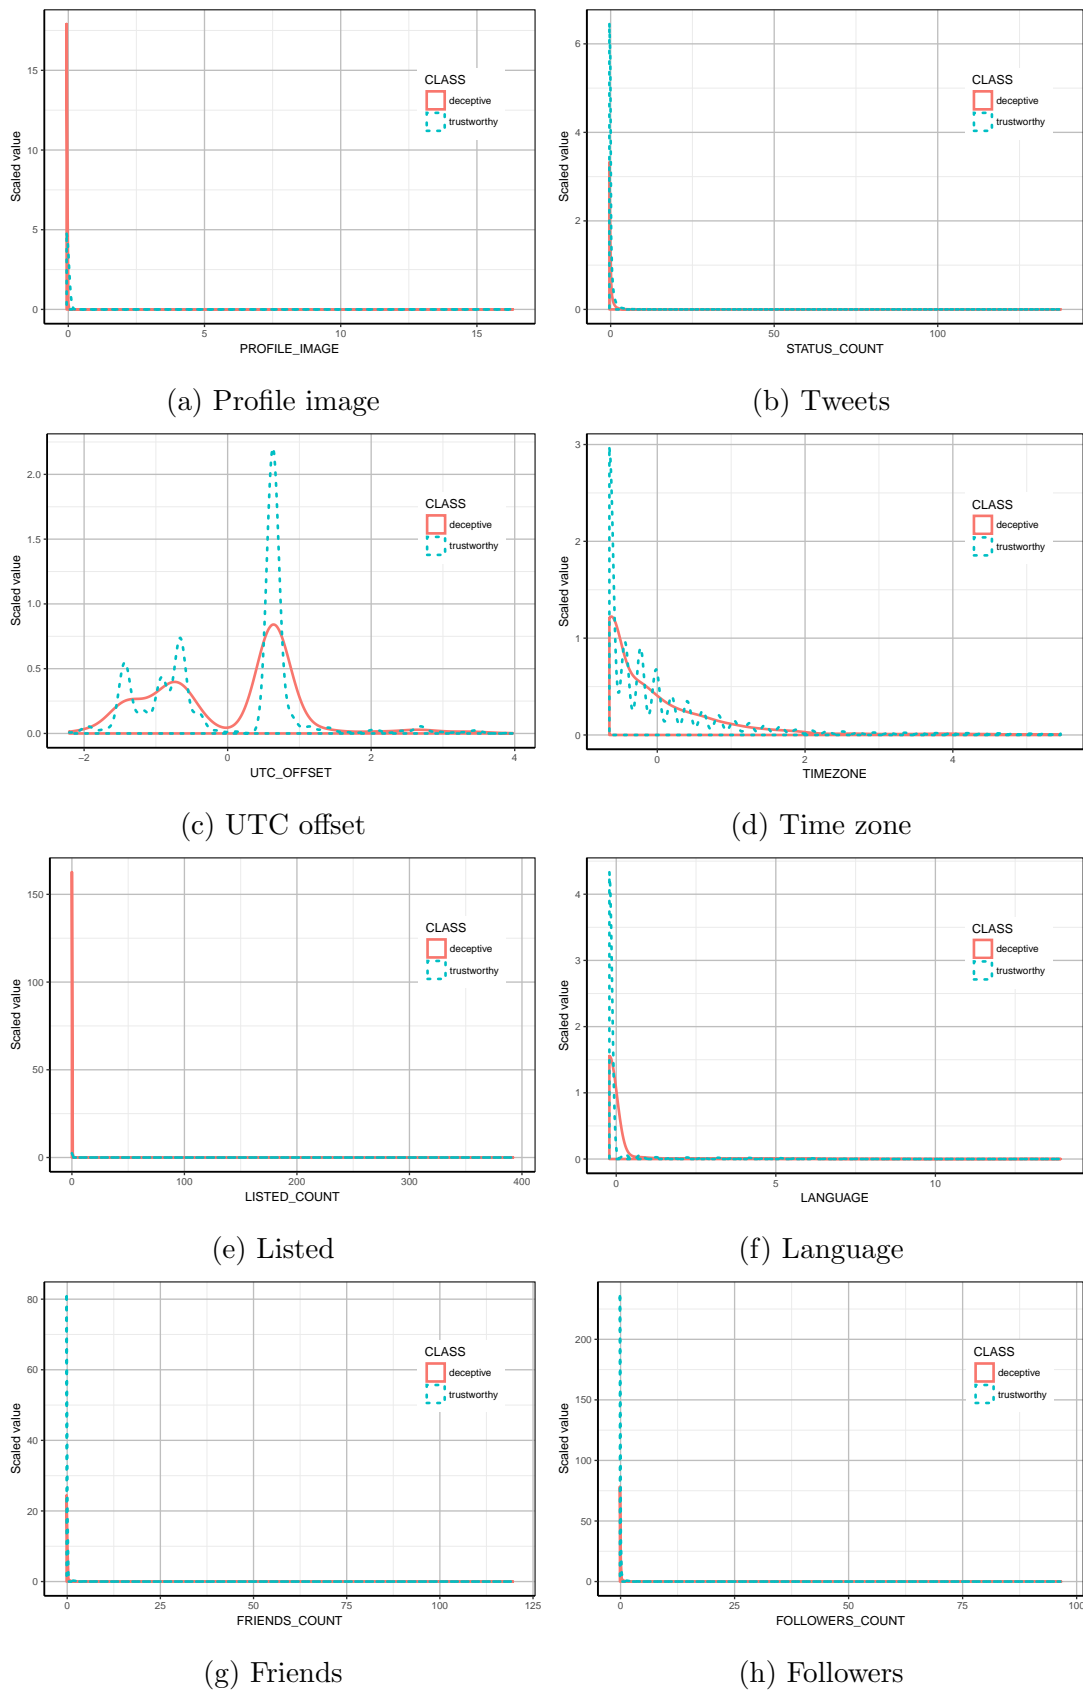 15
10
5
0
Scaled value
CLASS
deceptive
trustworthy
0 5 10 15
PROFILE_IMAGE
(a) Profile image
6
4
2
0
Scaled value
CLASS
deceptive
trustworthy
0 50 100
STATUS_COUNT
(b) Tweets
2.0
1.5
1.0
0.5
0.0
Scaled value
CLASS
deceptive
trustworthy
−2 0 2 4
UTC_OFFSET
(c) UTC offset
3
2
1
0
Scaled value
CLASS
deceptive
trustworthy
0 2 4
TIMEZONE
(d) Time zone
150
100
50
0
Scaled value
CLASS
deceptive
trustworthy
0 100 200 300 400
LISTED_COUNT
(e) Listed
4
3
2
1
0
Scaled value
CLASS
deceptive
trustworthy
0 5 10
LANGUAGE
(f) Language
80
60
40
20
0
Scaled value
CLASS
deceptive
trustworthy
0 25 50 75 100 125
FRIENDS_COUNT
(g) Friends
200
150
100
50
0
Scaled value
CLASS
deceptive
trustworthy
0 25 50 75 100
FOLLOWERS_COUNT
(h) Followers